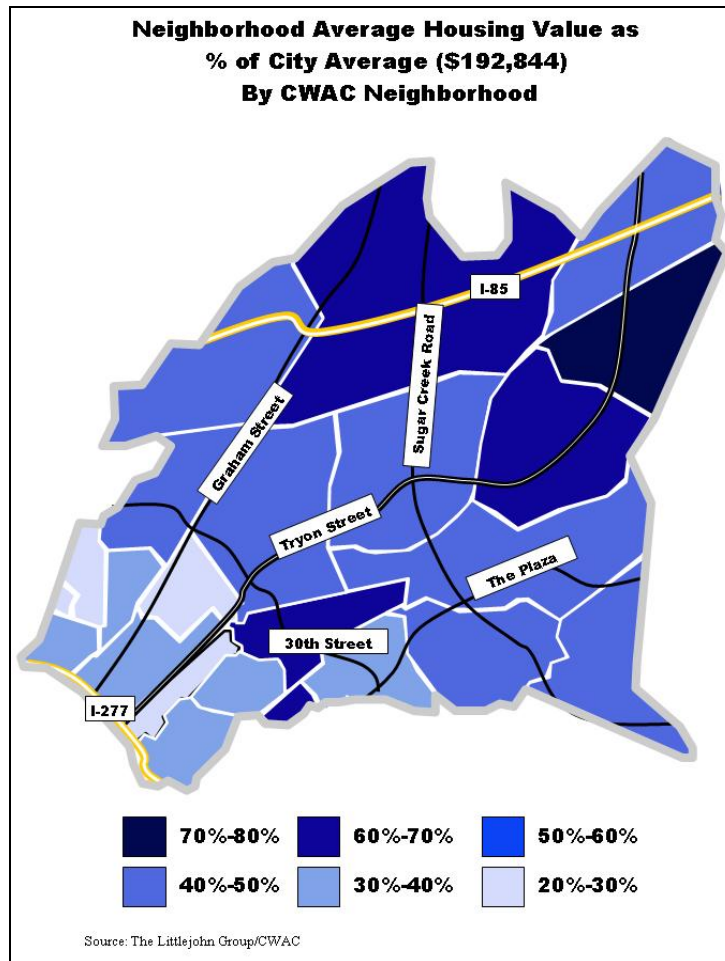 Neighborhood Average Housing Value as
% of City Average ($192,844)
By CWAC Neighborhood
I-85
Sugar Creek Road
Graham Street
Tryon Street
The Plaza
30th Street
I-277
70%-80%
60%-70%
50%-60%
40%-50%
30%-40%
20%-30%
Source: The Littlejohn Group/CWAC